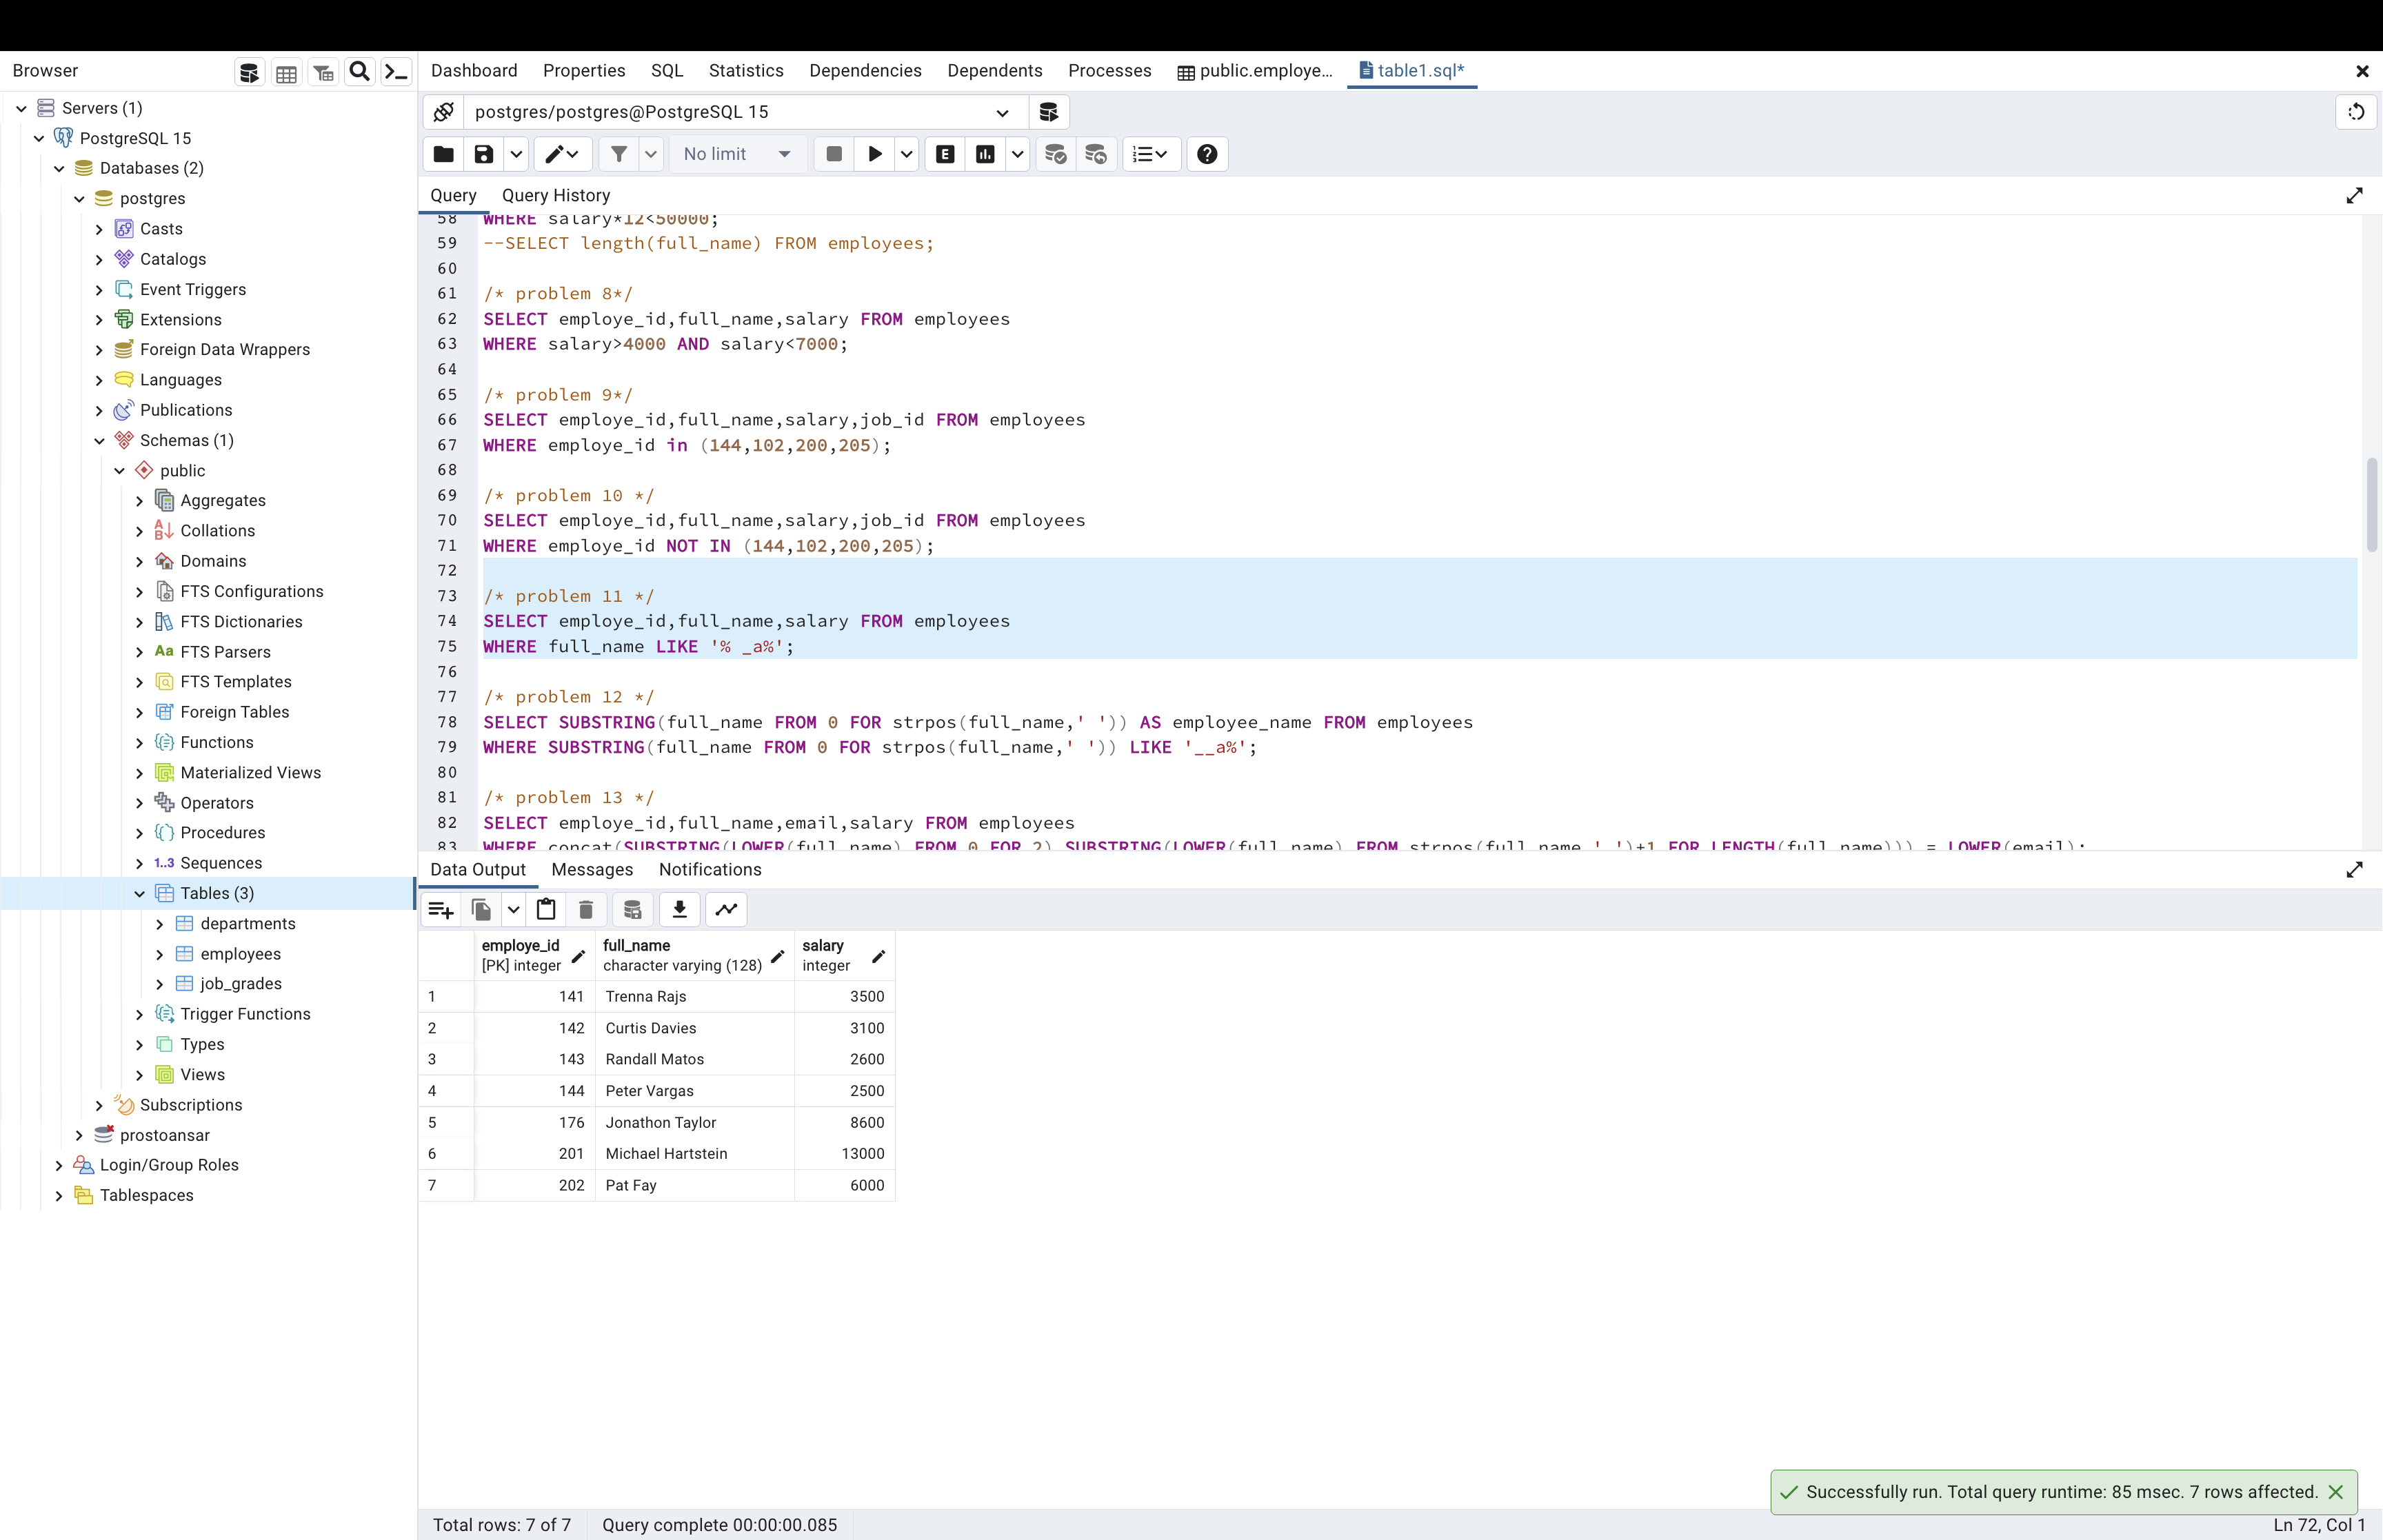 Browser
Servers (1)
PostgreSQL 15
Databases (2)
postgres
Casts
Catalogs
Event Triggers
Extensions
Foreign Data Wrappers
Languages
Publications
Schemas (1)
public
Aggregates
Collations
Domains
FTS Configurations
FTS Dictionaries
Aa FTS Parsers
FTS Templates
Foreign Tables
Functions
Materialized Views
Operators
Procedures
1..3 Sequences
Tables (3)
departments
employees
job_grades
Trigger Functions
Types
Views
Subscriptions
prostoansar
Login/Group Roles
Tablespaces
Dashboard Properties SQL Statistics Dependencies Dependents Processes public.employe... table1.sql*
postgres/postgres@PostgreSQL 15
No limit E
Query Query History
58 WHERE salary*12<50000;
59 --SELECT length(full_name) FROM employees;
60
61 /* problem 8*/
62 SELECT employe_id,full_name,salary FROM employees
63 WHERE salary>4000 AND salary<7000;
64
65 /* problem 9*/
66 SELECT employe_id,full_name,salary,job_id FROM employees
67 WHERE employe_id in (144,102,200,205);
68
69 /* problem 10 */
70 SELECT employe_id,full_name,salary,job_id FROM employees
71 WHERE employe_id NOT IN (144,102,200,205);
72
73 /* problem 11 */
74 SELECT employe_id,full_name,salary FROM employees
75 WHERE full_name LIKE '% _a%';
76
77 /* problem 12 */
78 SELECT SUBSTRING(full_name FROM 0 FOR strpos(full_name,' ')) AS employee_name FROM employees
79 WHERE SUBSTRING(full_name FROM 0 FOR strpos(full_name,' ')) LIKE '__a%';
80
81 /* problem 13 */
82 SELECT employe_id,full_name,email,salary FROM employees
83 WHERE concat(SUBSTRING(LOWER(full_name) FROM 0 FOR 2),SUBSTRING(LOWER(full_name) FROM strpos(full_name,' ')+1 FOR LENGTH(full_name))) = LOWER(email);
Data Output Messages Notifications
employe_id full_name salary
[PK] integer character varying (128) integer
1 141 Trenna Rajs 3500
2 142 Curtis Davies 3100
3 143 Randall Matos 2600
4 144 Peter Vargas 2500
5 176 Jonathon Taylor 8600
6 201 Michael Hartstein 13000
7 202 Pat Fay 6000
Successfully run. Total query runtime: 85 msec. 7 rows affected.
Total rows: 7 of 7 Query complete 00:00:00.085 Ln 72, Col 1